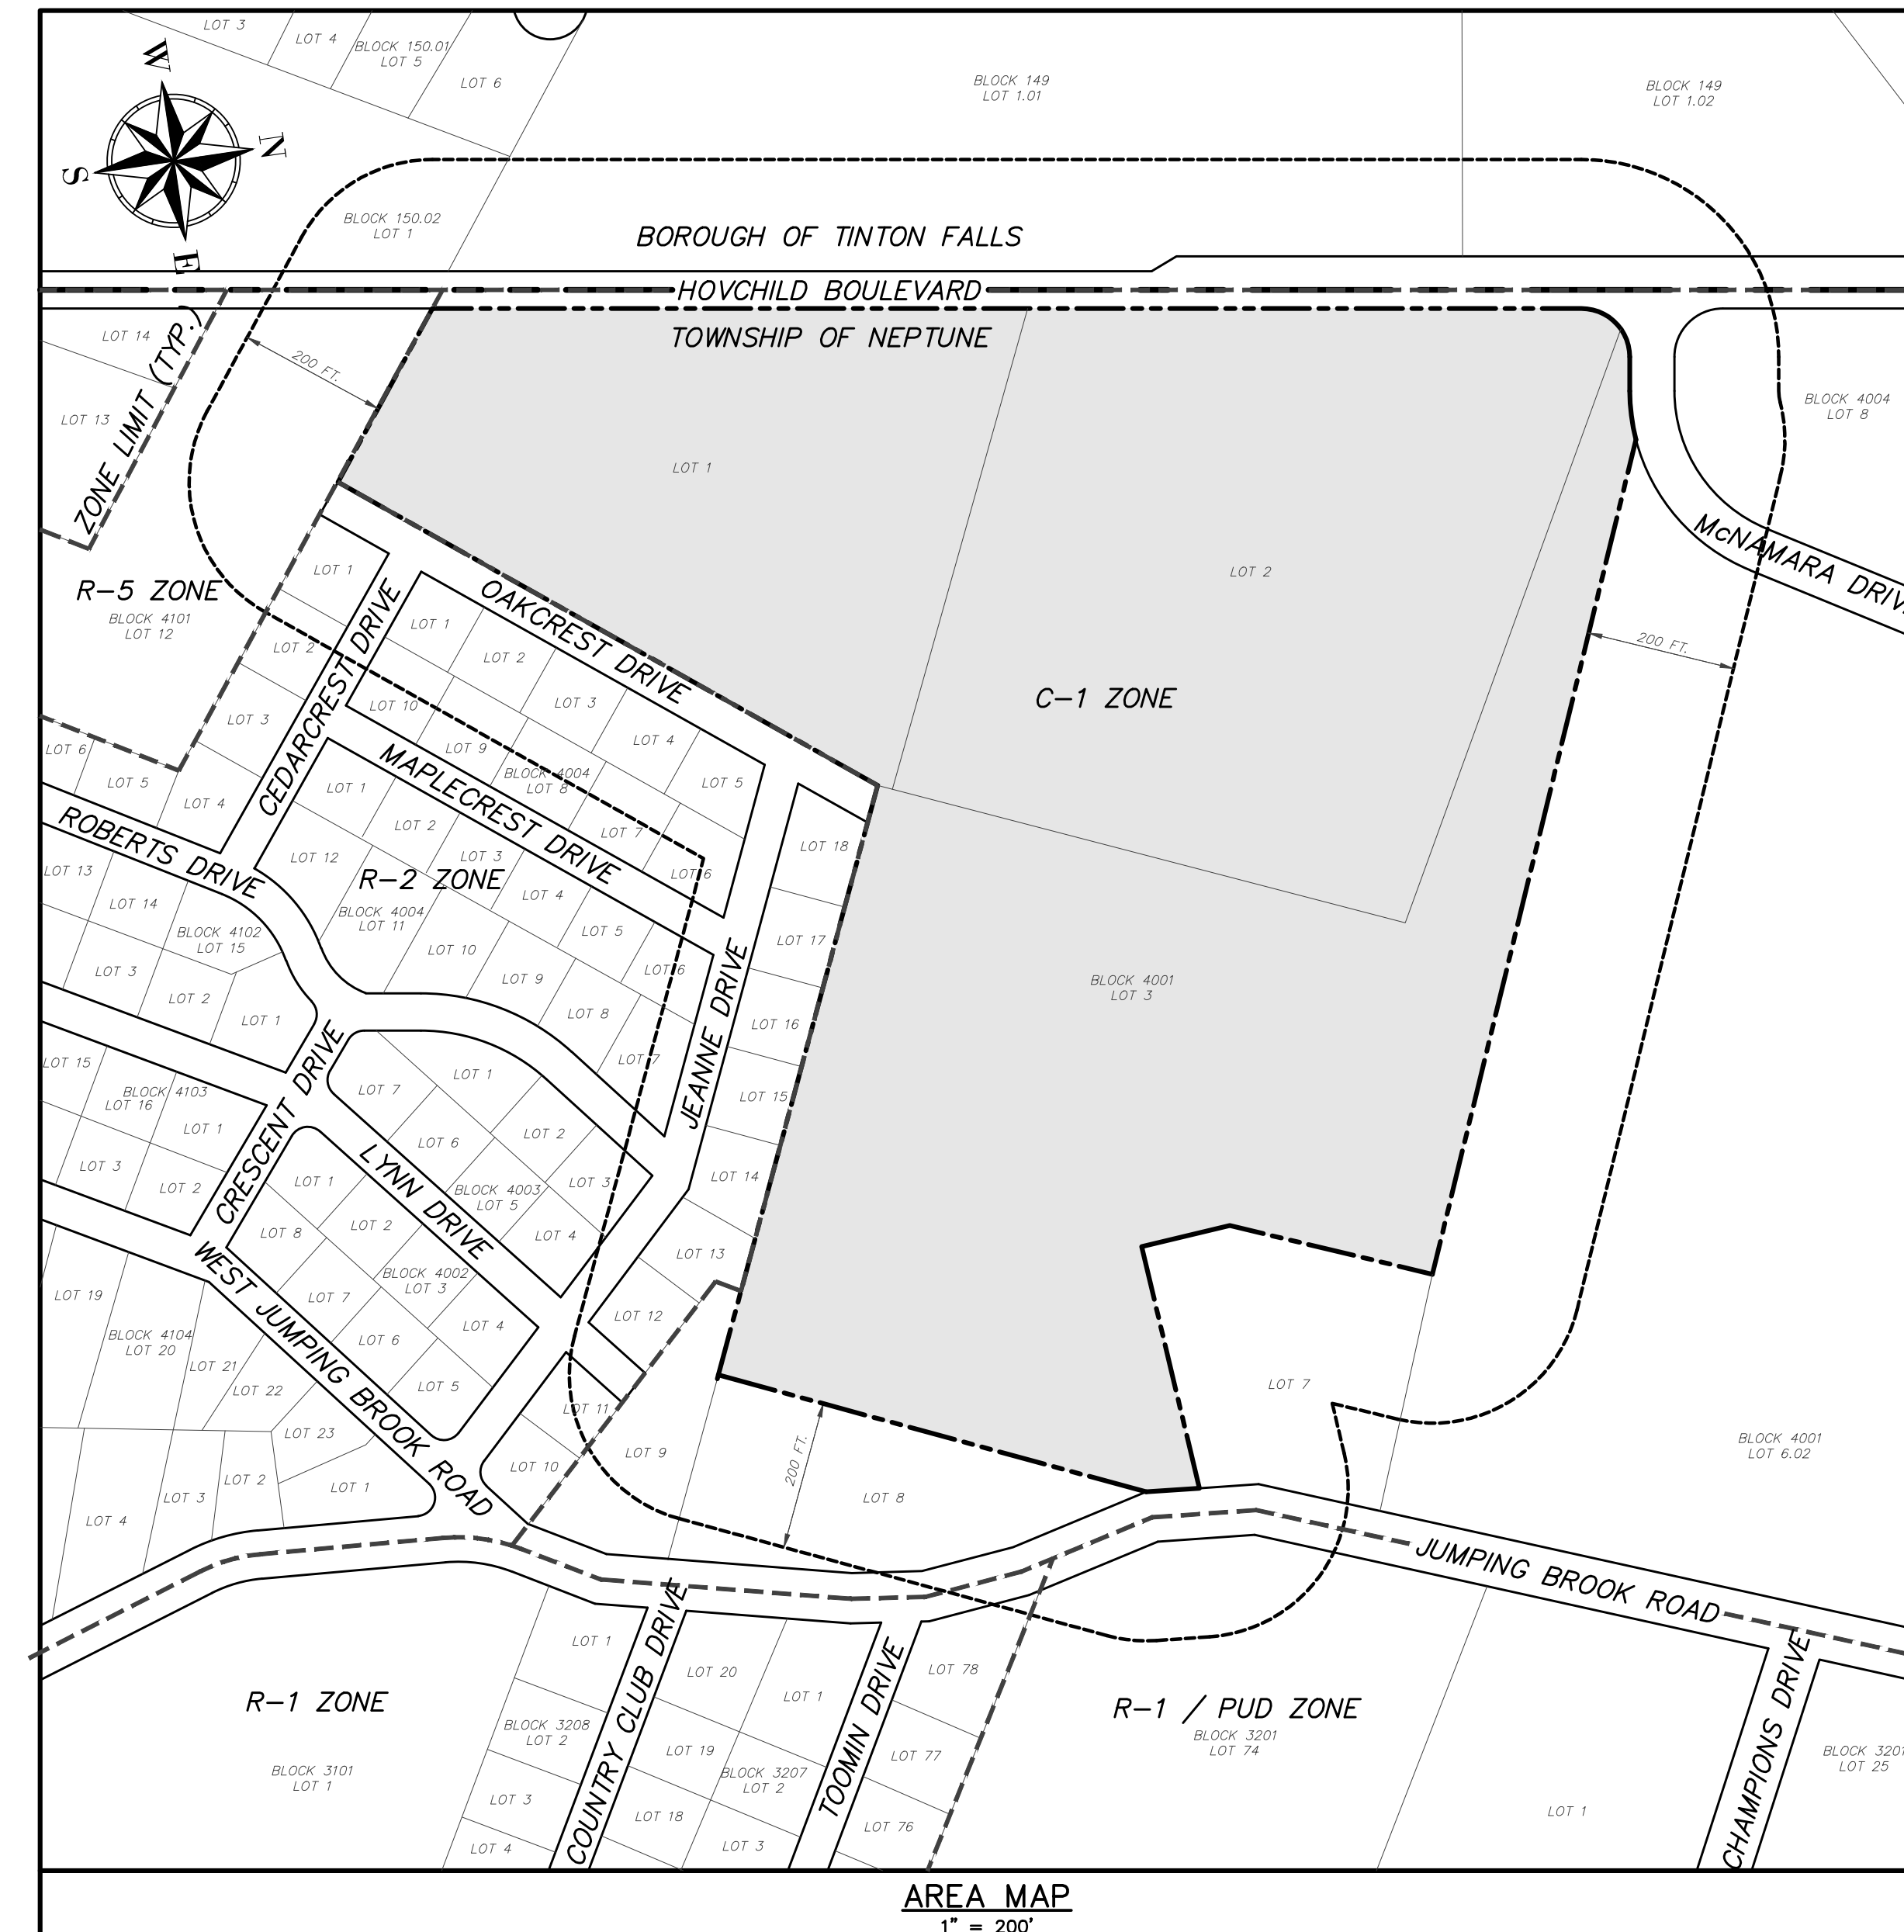 LOT 3
LOT 4
BLOCK 150.01
LOT 5
LOT 6
BLOCK 149
LOT 1.01
BLOCK 149
LOT 1.02
W
N
S
E
BLOCK 150.02
LOT 1
BOROUGH OF TINTON FALLS
HOVCHILD BOULEVARD
TOWNSHIP OF NEPTUNE
LOT 14
LOT 13
ZONE LIMIT (TYP.)
200 FT.
LOT 1
LOT 2
BLOCK 4004
LOT 8
McNAMARA DRIV
200 FT.
R-5 ZONE
BLOCK 4101
LOT 12
C-1 ZONE
LOT 1
LOT 2
LOT 3
LOT 4
LOT 5
LOT 6
CEDARCREST DRIVE
OAKCREST DRIVE
LOT 1
LOT 2
LOT 3
LOT 4
LOT 5
LOT 10
LOT 9
BLOCK 4004
LOT 8
LOT 7
LOT 6
MAPLECREST DRIVE
ROBERTS DRIVE
R-2 ZONE
LOT 1
LOT 2
LOT 3
LOT 4
LOT 5
LOT 6
LOT 12
BLOCK 4004
LOT 11
LOT 10
LOT 9
LOT 8
LOT 7
JEANNE DRIVE
LOT 18
LOT 17
LOT 16
LOT 15
LOT 14
LOT 13
LOT 12
LOT 11
LOT 10
LOT 9
LOT 8
200 FT.
BLOCK 4001
LOT 3
LOT 7
BLOCK 4001
LOT 6.02
LOT 13
LOT 14
BLOCK 4102
LOT 15
LOT 3
LOT 2
LOT 1
CRESCENT DRIVE
LOT 15
BLOCK 4103
LOT 16
LOT 1
LOT 3
LOT 2
LOT 7
LOT 1
LOT 6
LOT 2
BLOCK 4003
LOT 5
LOT 3
LOT 4
LYNN DRIVE
LOT 1
LOT 8
LOT 2
BLOCK 4002
LOT 3
LOT 7
LOT 4
LOT 6
LOT 5
WEST JUMPING BROOK ROAD
LOT 19
BLOCK 4104
LOT 20
LOT 21
LOT 22
LOT 23
LOT 1
LOT 2
LOT 3
LOT 4
JUMPING BROOK ROAD
R-1 ZONE
BLOCK 3101
LOT 1
LOT 1
BLOCK 3208
LOT 2
LOT 3
LOT 4
COUNTRY CLUB DRIVE
LOT 20
LOT 1
LOT 19
BLOCK 3207
LOT 2
LOT 18
LOT 3
TOOMIN DRIVE
LOT 78
LOT 77
LOT 76
R-1 / PUD ZONE
BLOCK 3201
LOT 74
LOT 1
CHAMPIONS DRIVE
BLOCK 3201
LOT 25
AREA MAP
1" = 200'